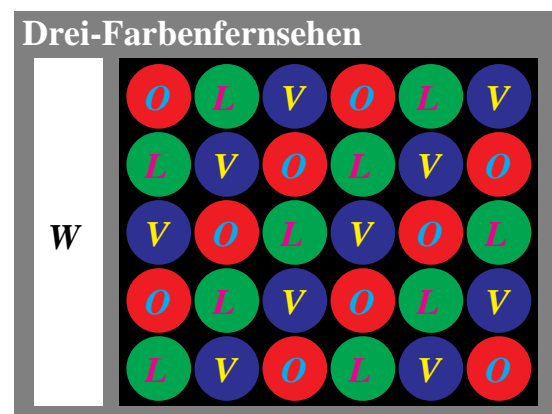 Drei-Farbenfernsehen
O L V O L V
L V O L V O
W V O L V O L
O L V O L V
L V O L V O